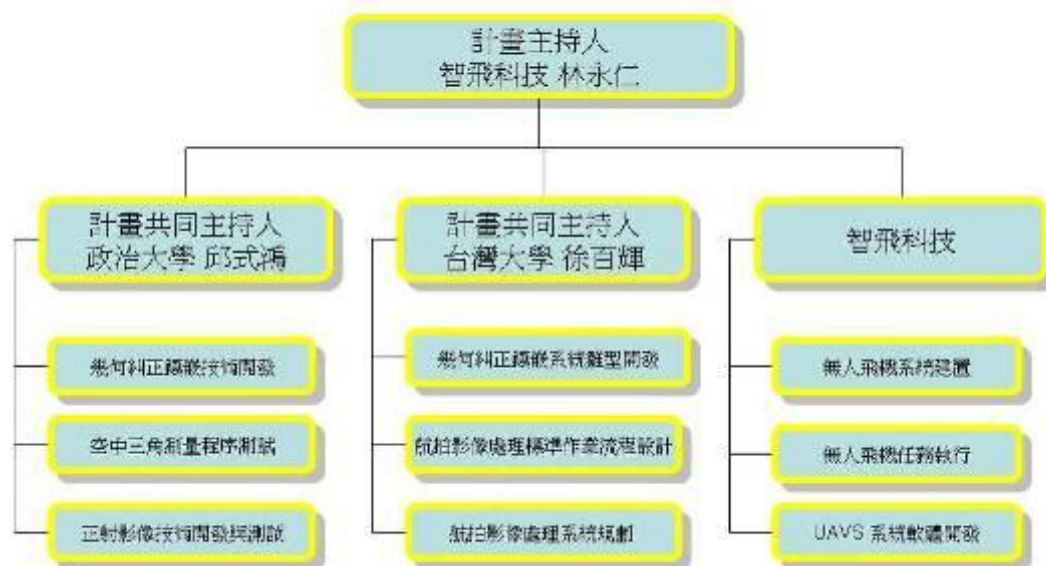 計畫主持人
智飛科技 林永仁
計畫共同主持人
政治大學 邱式鴻
計畫共同主持人
台灣大學 徐百輝
智飛科技
幾何糾正鑲嵌技術開發
空中三角測量程序測試
正射影像技術開發與測試
幾何糾正鑲嵌系統雛型開發
航拍影像處理標準作業流程設計
航拍影像處理系統規劃
無人飛機系統建置
無人飛機任務執行
UAVS 系統軟體開發